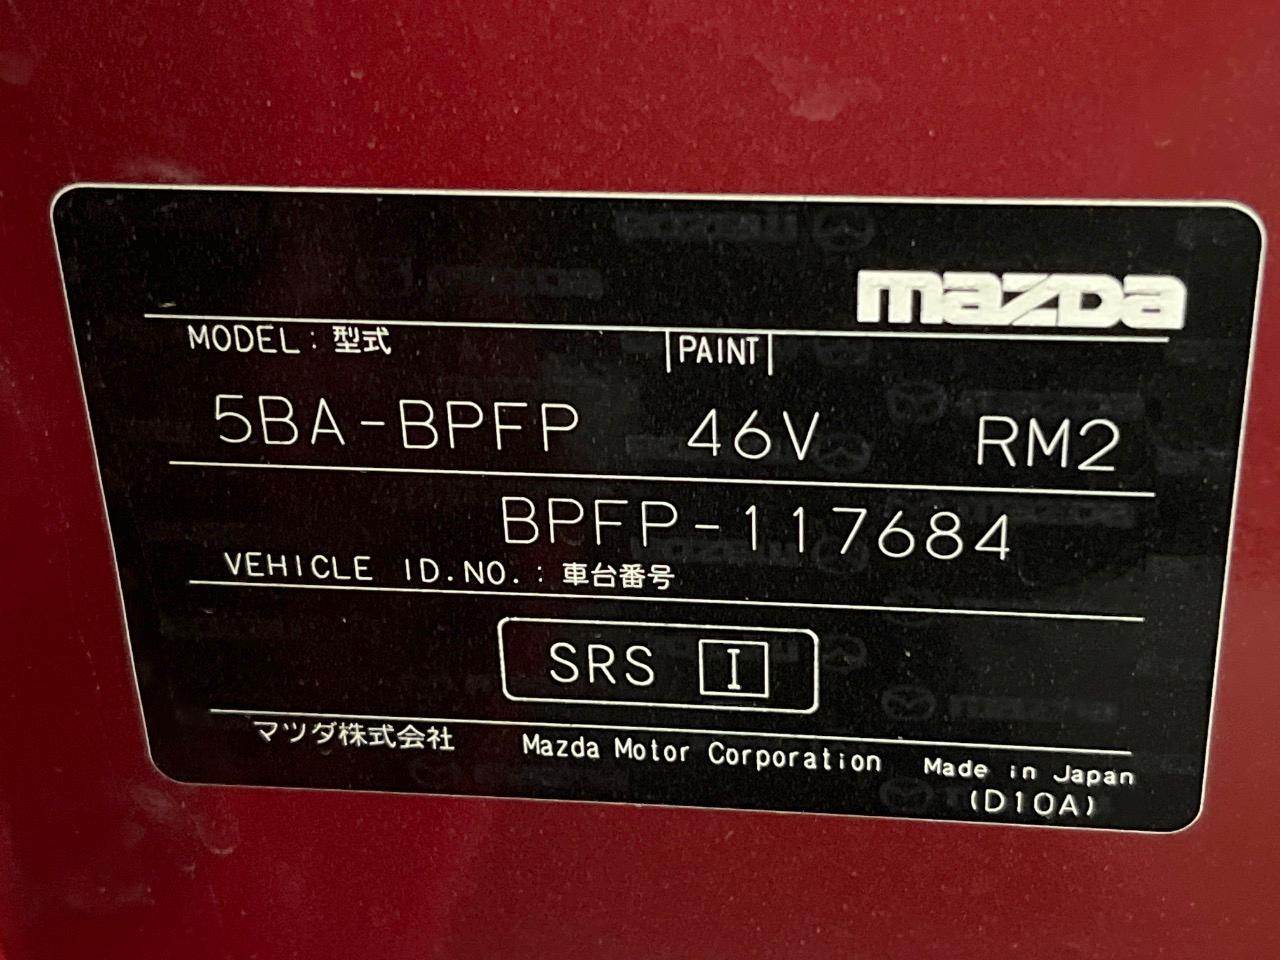 mazda
MODEL : 型式 PAINT
5BA-BPFP 46V RM2
BPFP-117684
VEHICLE ID.NO. : 車台番号
SRS I
マツダ株式会社 Mazda Motor Corporation Made in Japan
(D10A)